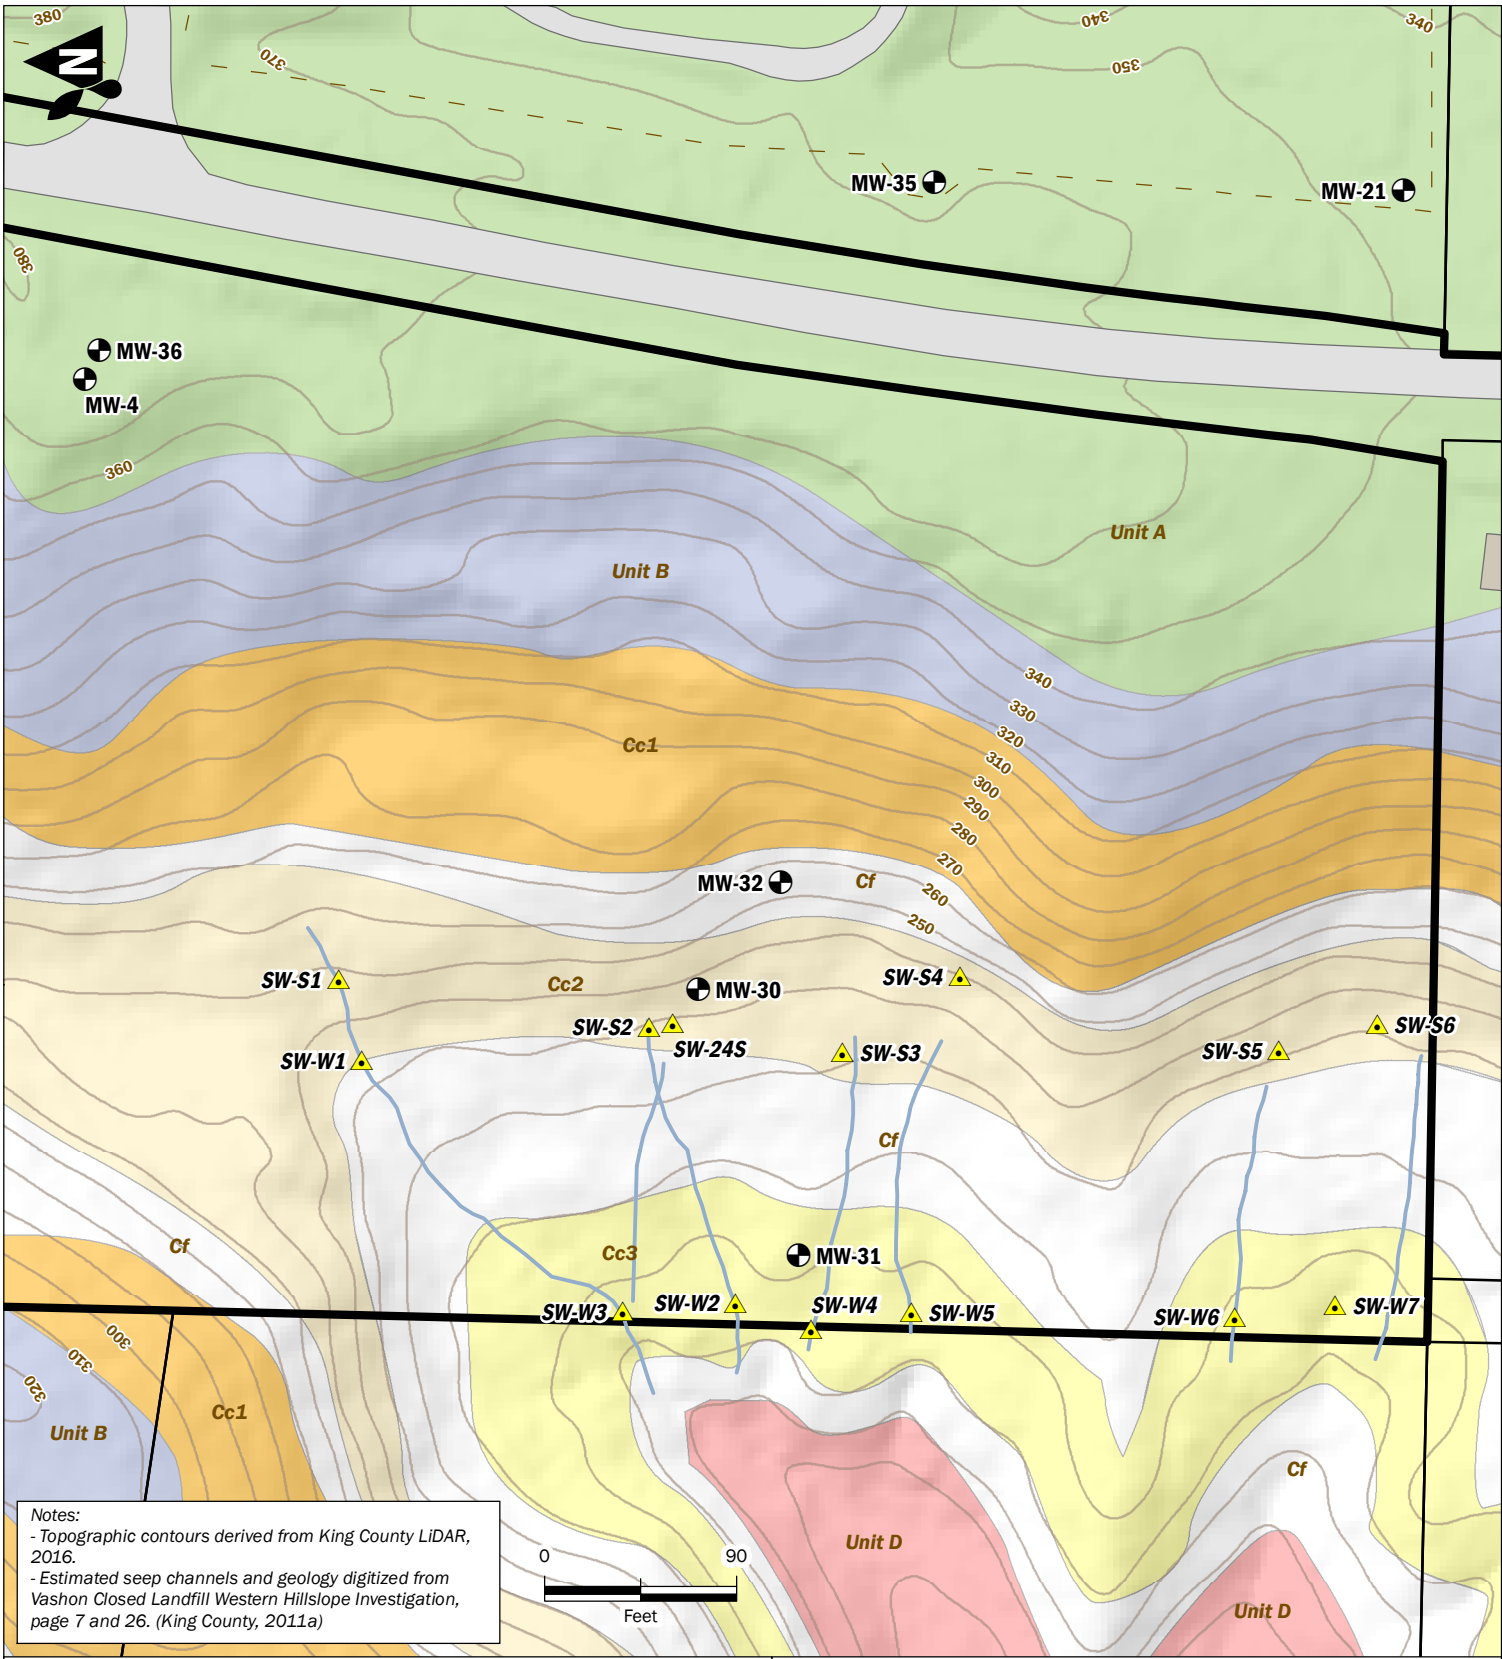 380
340
340
N
370
350
MW-35
MW-21
380
MW-36
MW-4
360
Unit A
Unit B
340
330
320
Cc1
310
300
290
280
270
MW-32
Cf
260
250
SW-S1
Cc2
MW-30
SW-S4
SW-S2
SW-24S
SW-S3
SW-S5
SW-S6
SW-W1
Cf
Cf
Cc3
MW-31
SW-W3
SW-W2
SW-W4
SW-W5
SW-W6
SW-W7
300
310
320
Cc1
Unit B
Cf
Unit D
Unit D
Notes:
- Topographic contours derived from King County LiDAR,
2016.
- Estimated seep channels and geology digitized from
Vashon Closed Landfill Western Hillslope Investigation,
page 7 and 26. (King County, 2011a)
0 90
Feet